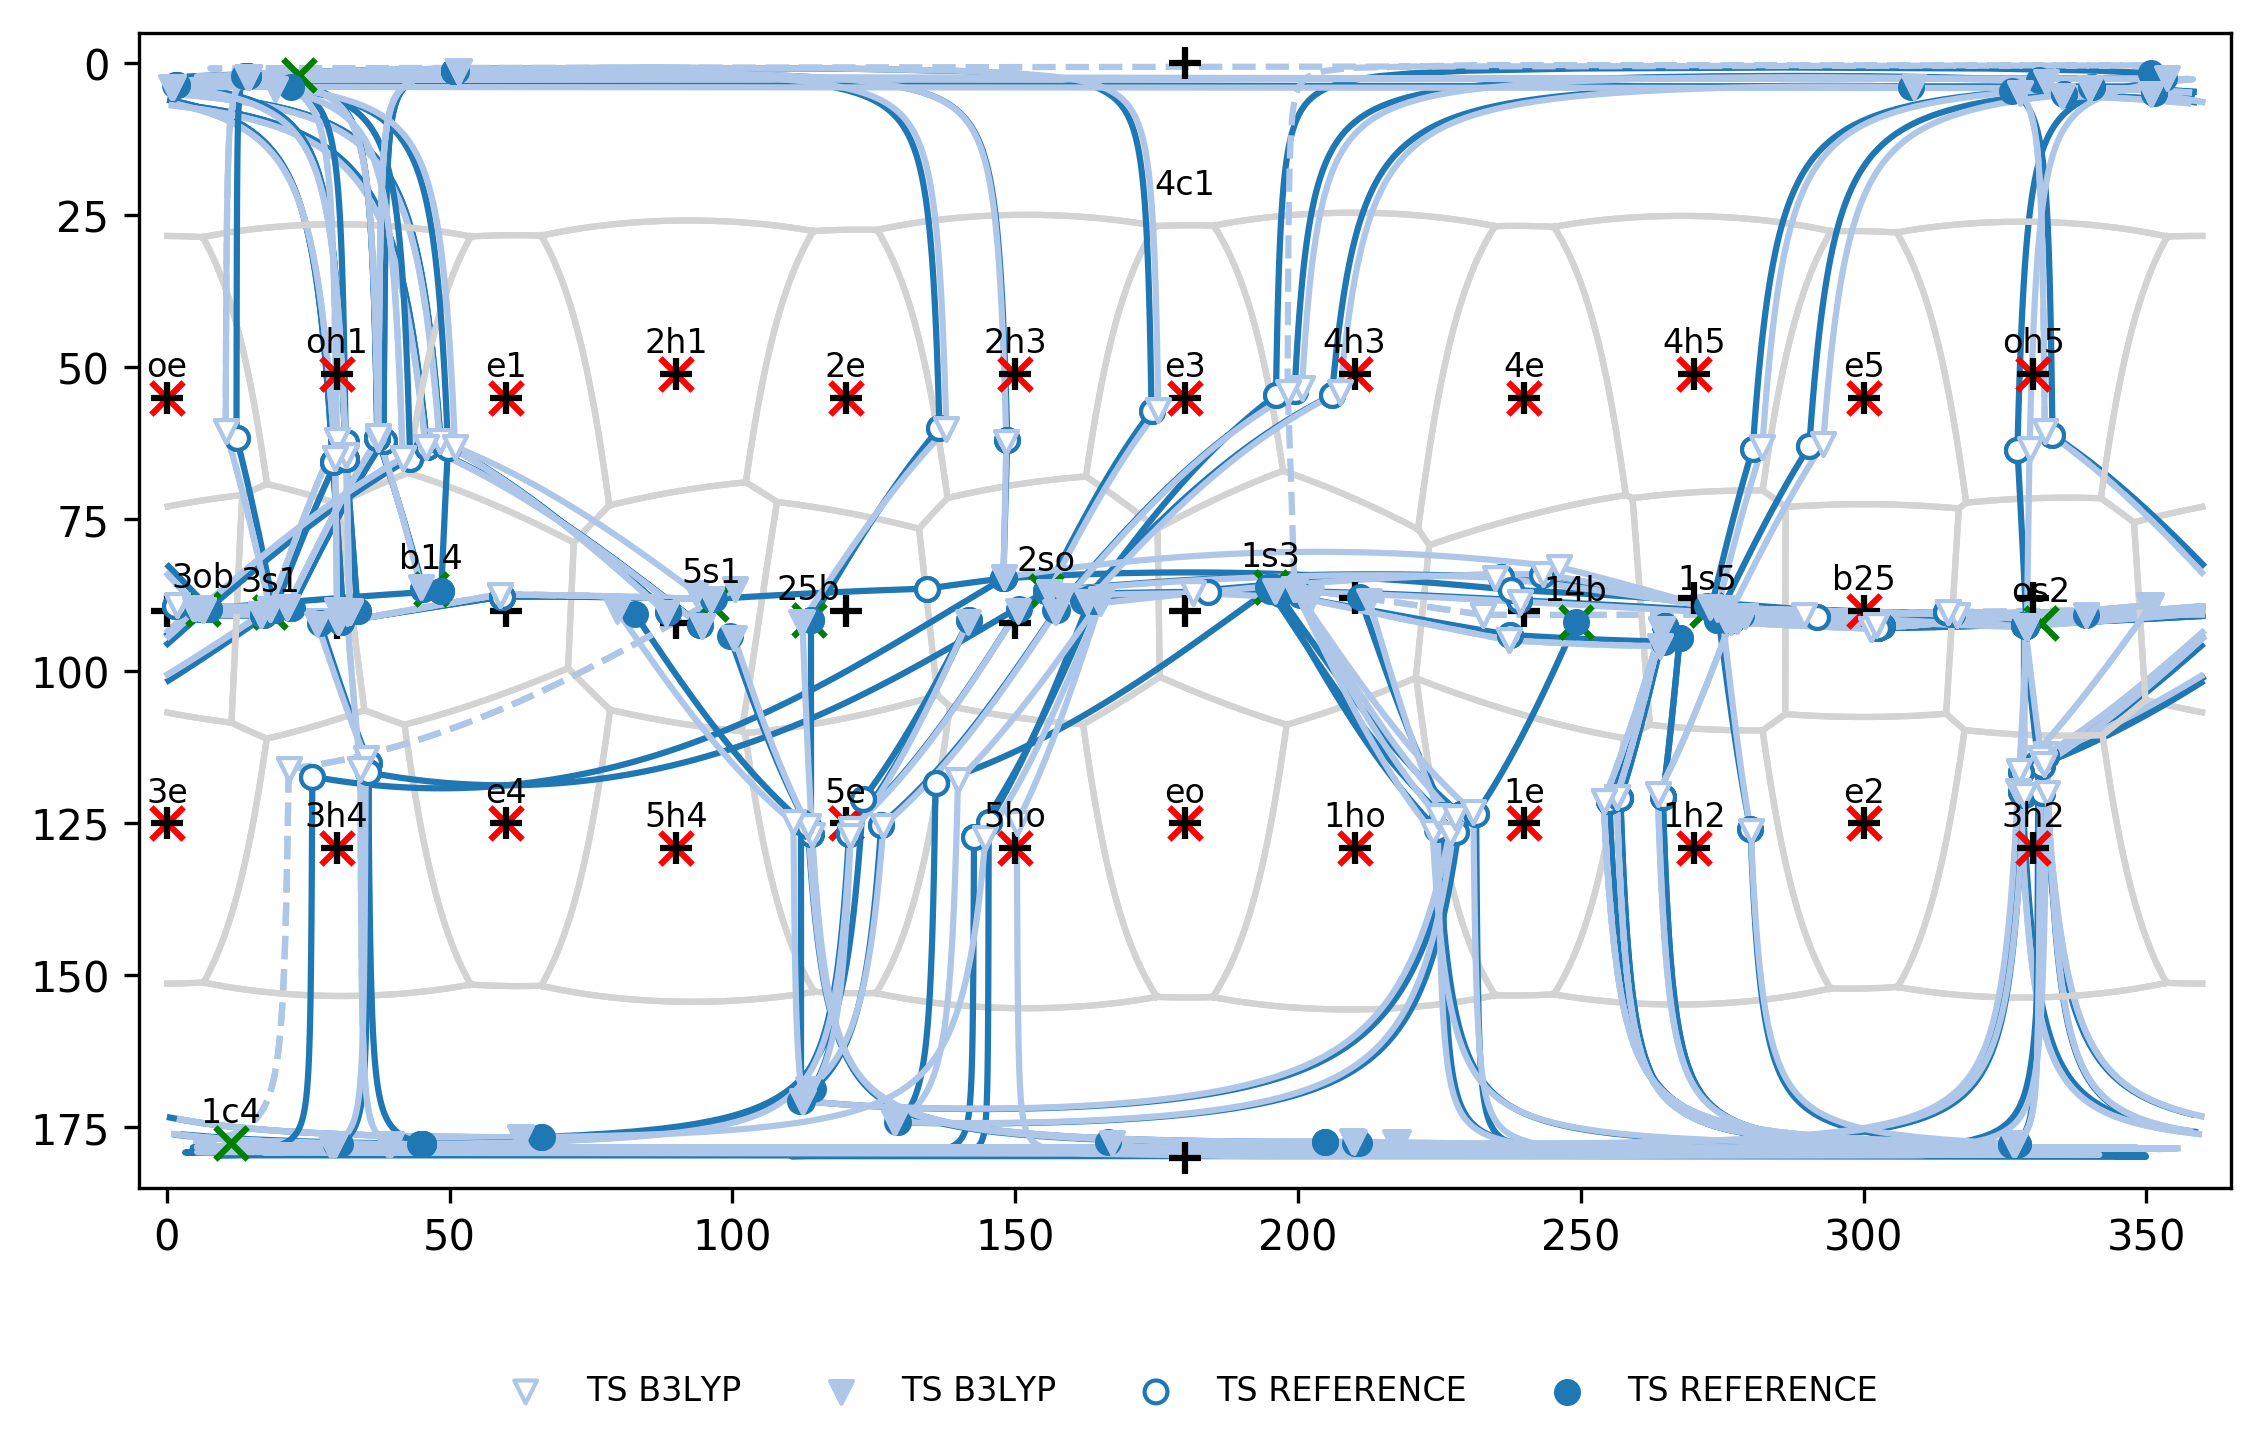 0
4c1
25
oh1 2h1 2h3 4h3 4h5 oh5
50 oe e1 2e e3 4e e5
75
3ob 3s1 b14 5s1 25b 2so 1s3 14b 1s5 b25 os2
100
3e e4 5e eo 1e e2
125 3h4 5h4 5ho 1ho 1h2 3h2
150
175 1c4
0 50 100 150 200 250 300 350
TS B3LYP TS B3LYP TS REFERENCE TS REFERENCE